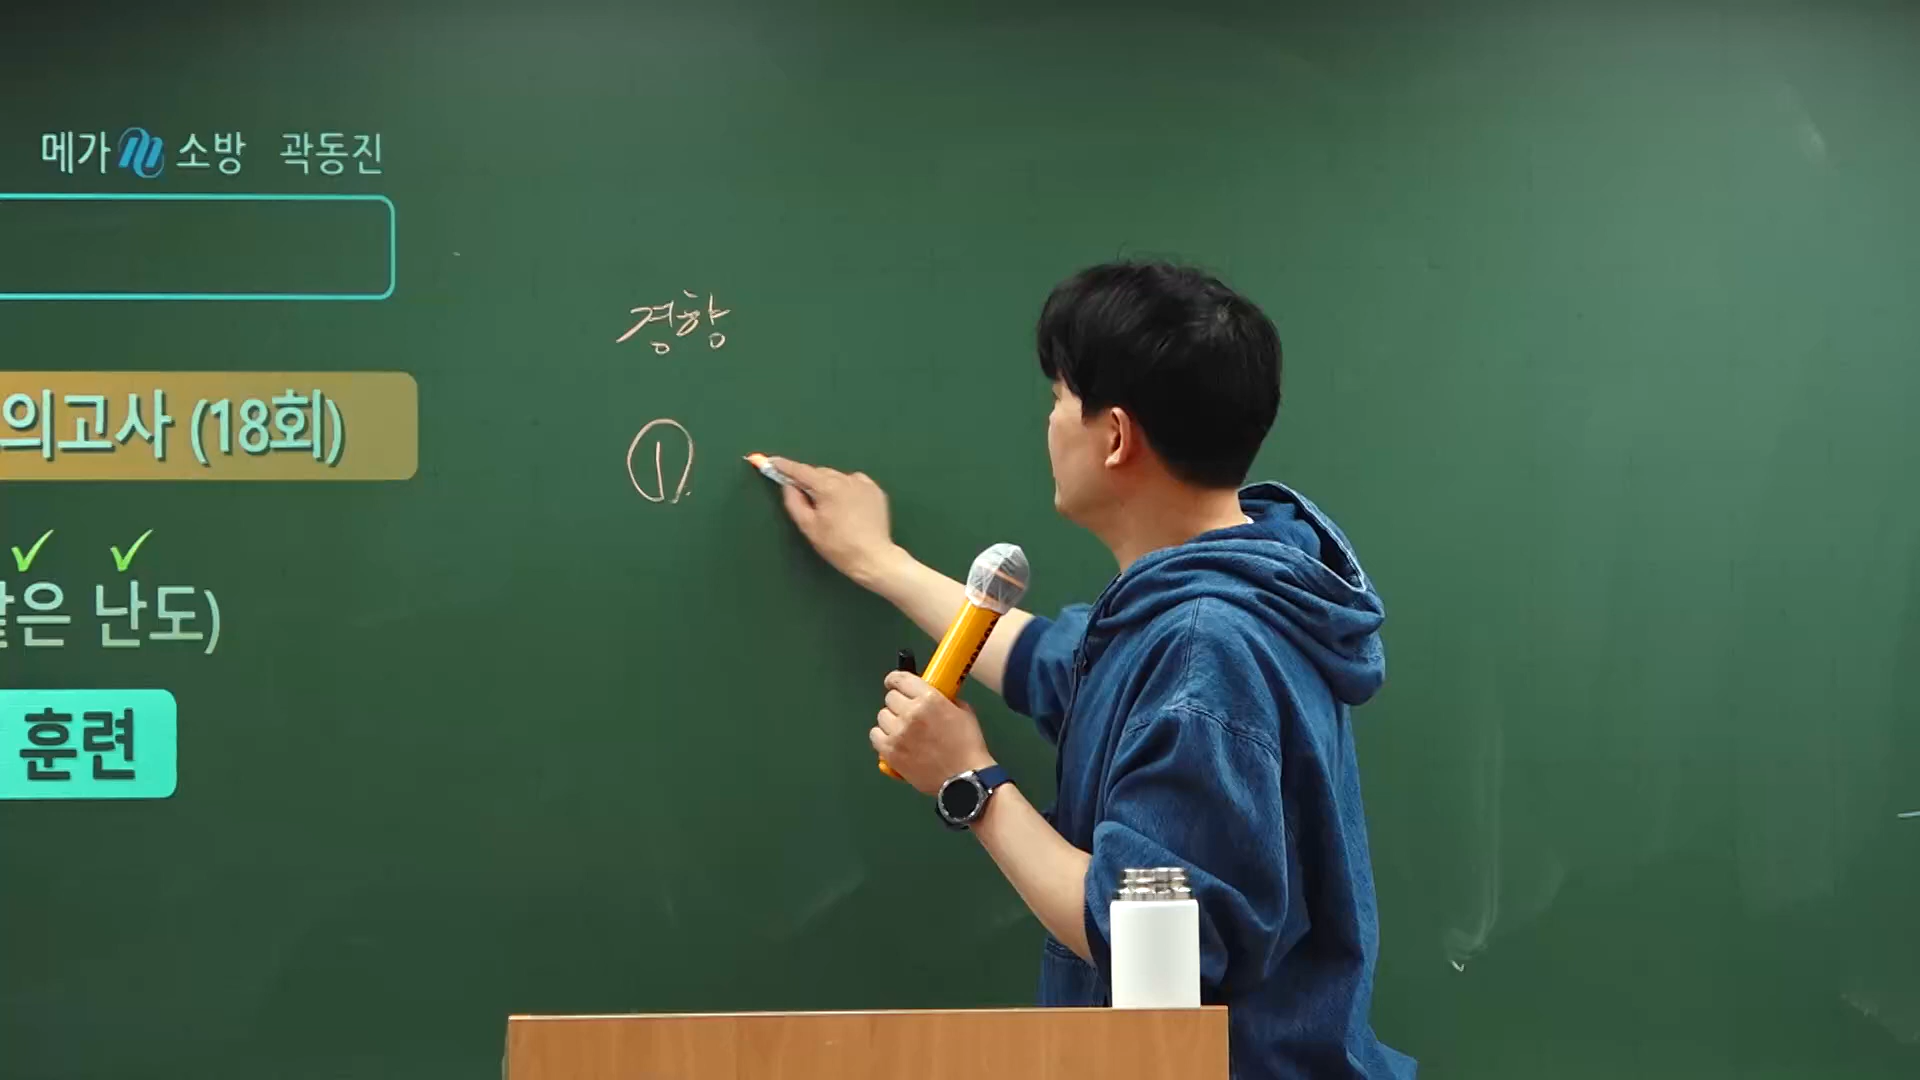 메가 소방 곽동진
의고사 (18회)
같은 난도)
훈련
경향
①